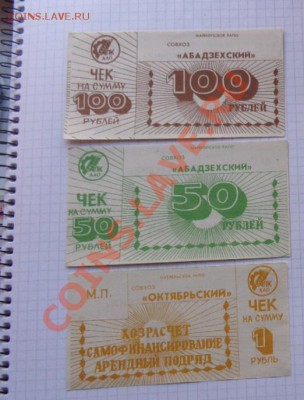 COINS.LAVE.RU
СОВХОЗ
«АБАДЗЕХСКИЙ»
ЧЕК
НА СУММУ
100
РУБЛЕЙ
100
РУБЛЕЙ
СОВХОЗ
«АБАДЗЕХСКИЙ»
ЧЕК
НА СУММУ
50
РУБЛЕЙ
50
РУБЛЕЙ
СОВХОЗ
М.П. «ОКТЯБРЬСКИЙ»
ХОЗРАСЧЕТ
САМОФИНАНСИРОВАНИЕ
АРЕНДНЫЙ ПОДРЯД
ЧЕК
НА СУММУ
1
РУБЛЬ
COINS.LAVE.RU